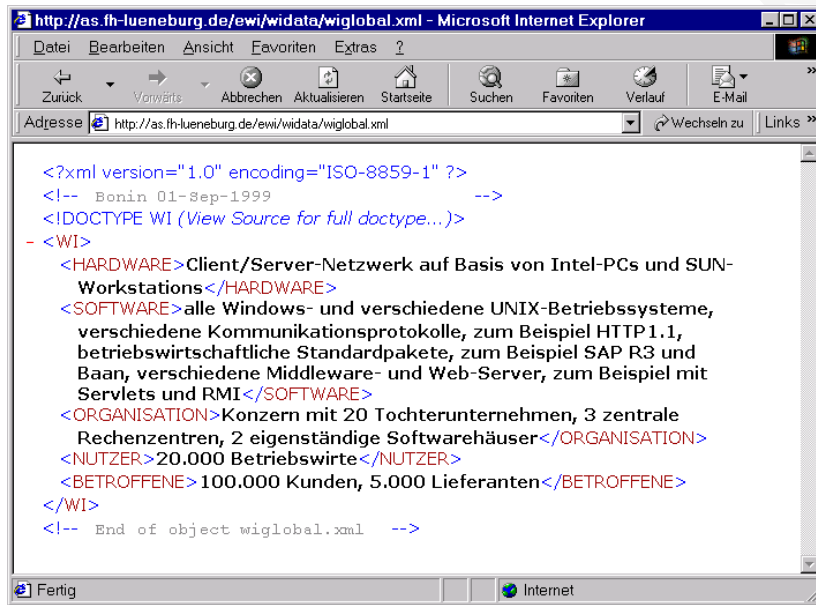 http://as.fh-lueneburg.de/ewi/widata/wiglobal.xml - Microsoft Internet Explorer
Datei Bearbeiten Ansicht Favoriten Extras ?
Zurück Vorwärts Abbrechen Aktualisieren Startseite Suchen Favoriten Verlauf E-Mail »
Adresse http://as.fh-lueneburg.de/ewi/widata/wiglobal.xml Wechseln zu Links »
<?xml version="1.0" encoding="ISO-8859-1" ?>
<!-- Bonin 01-Sep-1999 -->
<!DOCTYPE WI (View Source for full doctype...)>
- <WI>
<HARDWARE>Client/Server-Netzwerk auf Basis von Intel-PCs und SUN-
Workstations</HARDWARE>
<SOFTWARE>alle Windows- und verschiedene UNIX-Betriebssysteme,
verschiedene Kommunikationsprotokolle, zum Beispiel HTTP1.1,
betriebswirtschaftliche Standardpakete, zum Beispiel SAP R3 und
Baan, verschiedene Middleware- und Web-Server, zum Beispiel mit
Servlets und RMI</SOFTWARE>
<ORGANISATION>Konzern mit 20 Tochterunternehmen, 3 zentrale
Rechenzentren, 2 eigenständige Softwarehäuser</ORGANISATION>
<NUTZER>20.000 Betriebswirte</NUTZER>
<BETROFFENE>100.000 Kunden, 5.000 Lieferanten</BETROFFENE>
</WI>
<!-- End of object wiglobal.xml -->
Fertig Internet